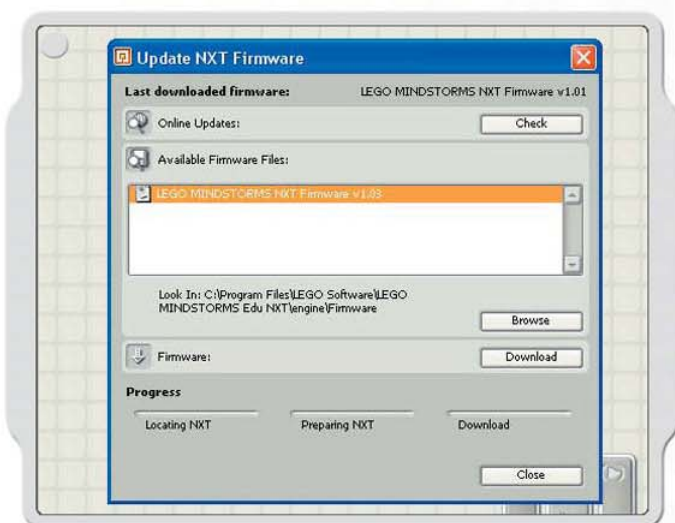 Update NXT Firmware
Last downloaded firmware: LEGO MINDSTORMS NXT Firmware v1.01
Online Updates: Check
Available Firmware Files:
LEGO MINDSTORMS NXT Firmware v1.03
Look In: C:\Program Files\LEGO Software\LEGO
MINDSTORMS Edu NXT\engine\Firmware
Browse
Firmware: Download
Progress
Locating NXT Preparing NXT Download
Close